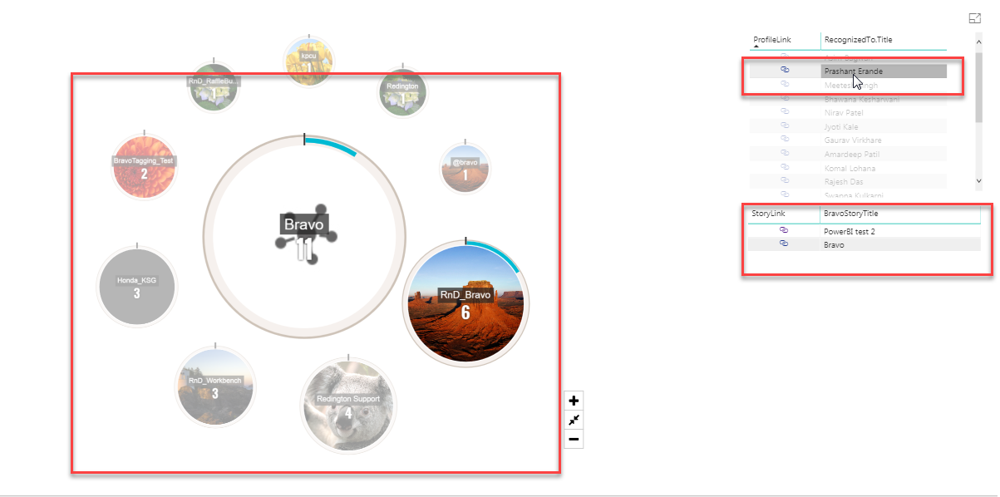 kpcu
1
RnD_RaffleBu...
1
Redington
1
BravoTagging_Test
2
@bravo
1
Bravo
11
Honda_KSG
3
RnD_Bravo
6
RnD_Workbench
3
Redington Support
4
ProfileLink
RecognizedTo.Title
Prashant Erande
Meetesh Singh
Bhawana Kesharwani
Nirav Patel
Jyoti Kale
Gaurav Virkhare
Amardeep Patil
Komal Lohana
Rajesh Das
Swapna Kulkarni
StoryLink
BravoStoryTitle
PowerBI test 2
Bravo